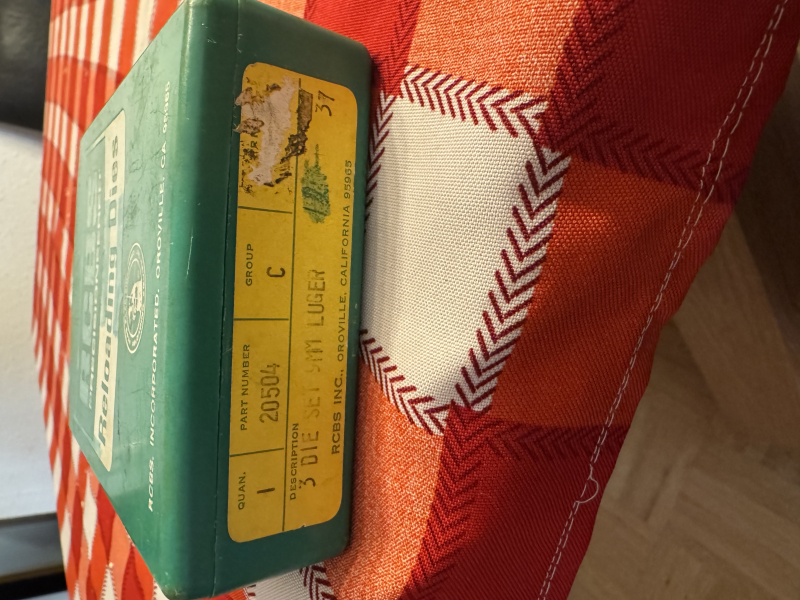 Reloading Dies
RCBS, INCORPORATED, OROVILLE, CA 95965
QUAN.
1
PART NUMBER
20504
GROUP
C
DESCRIPTION
3 DIE SET 9MM LUGER
37
RCBS INC., OROVILLE, CALIFORNIA 95965